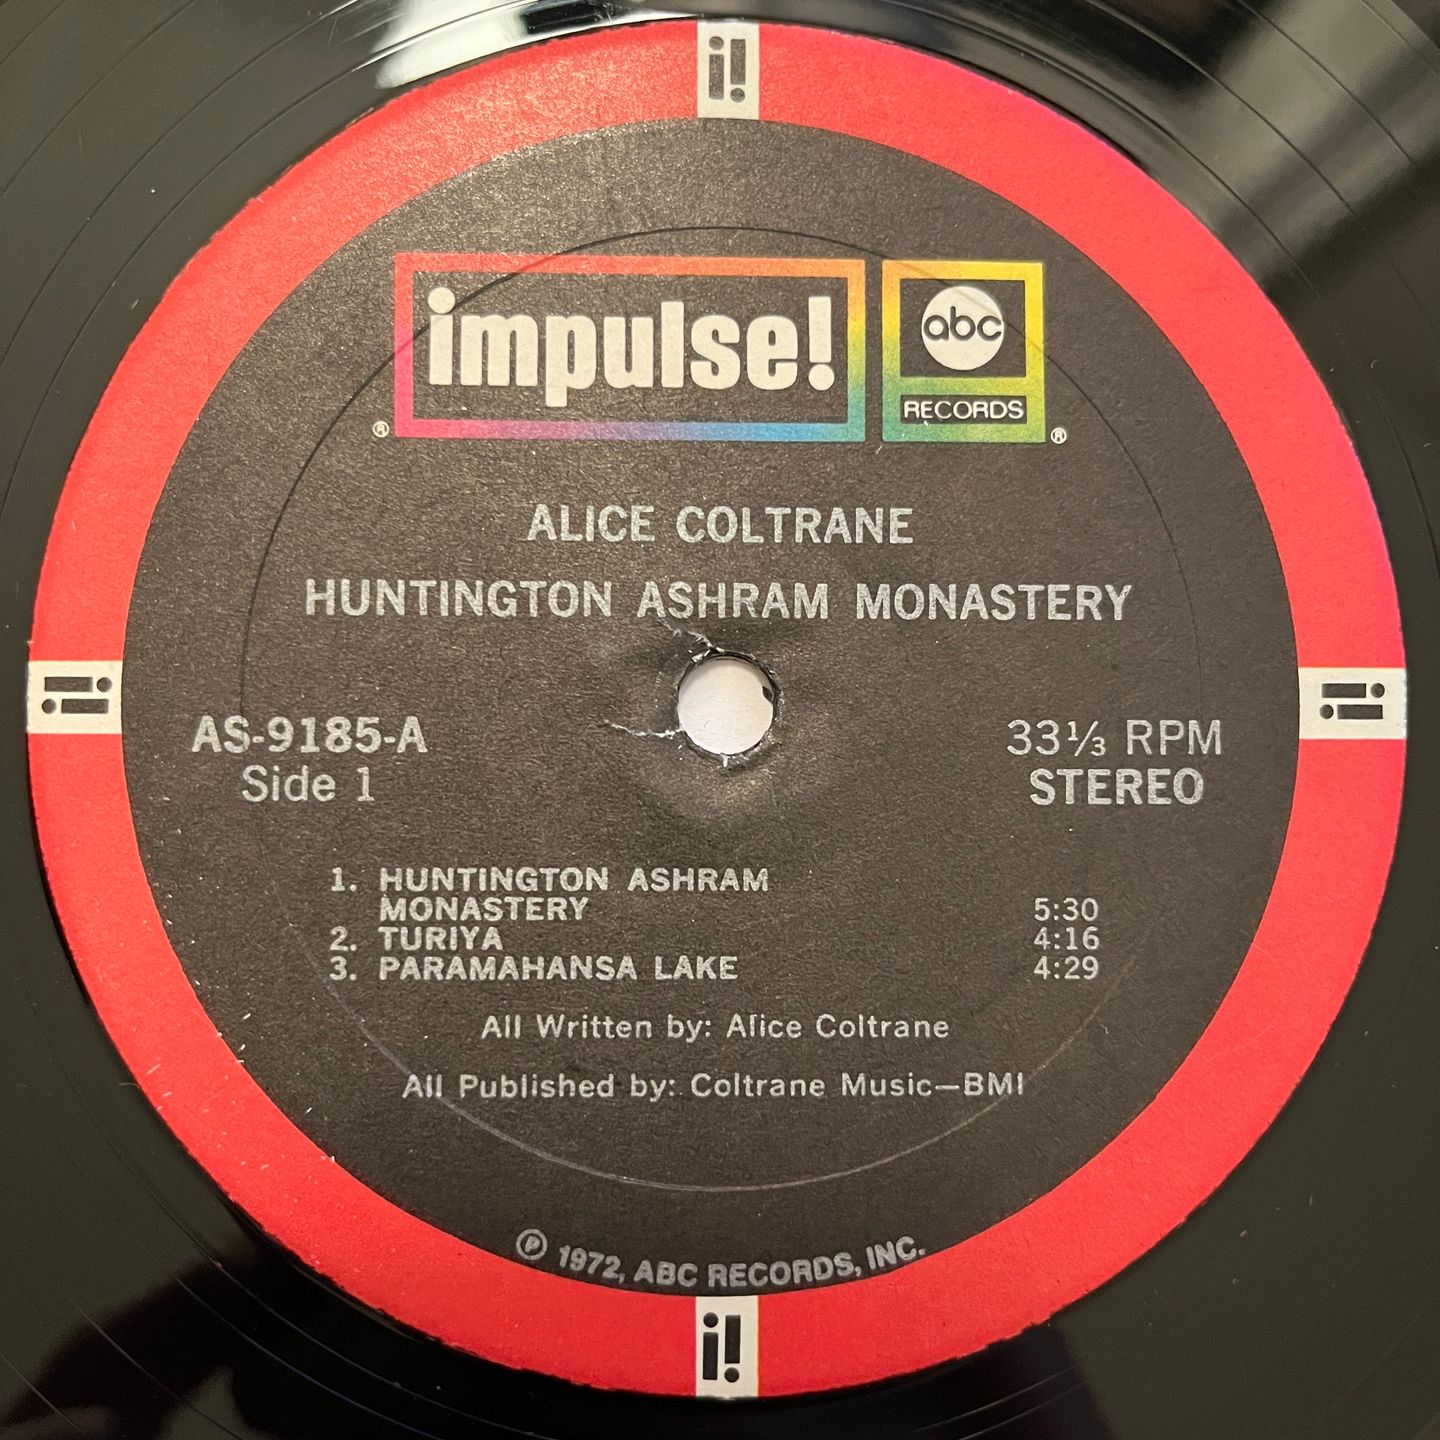 i!
impulse!
abc
RECORDS
®
®
ALICE COLTRANE
HUNTINGTON ASHRAM MONASTERY
i!
i!
AS-9185-A
33⅓ RPM
Side 1
STEREO
1. HUNTINGTON ASHRAM
MONASTERY 5:30
2. TURIYA 4:16
3. PARAMAHANSA LAKE 4:29
All Written by: Alice Coltrane
All Published by: Coltrane Music—BMI
℗ 1972, ABC RECORDS, INC.
i!